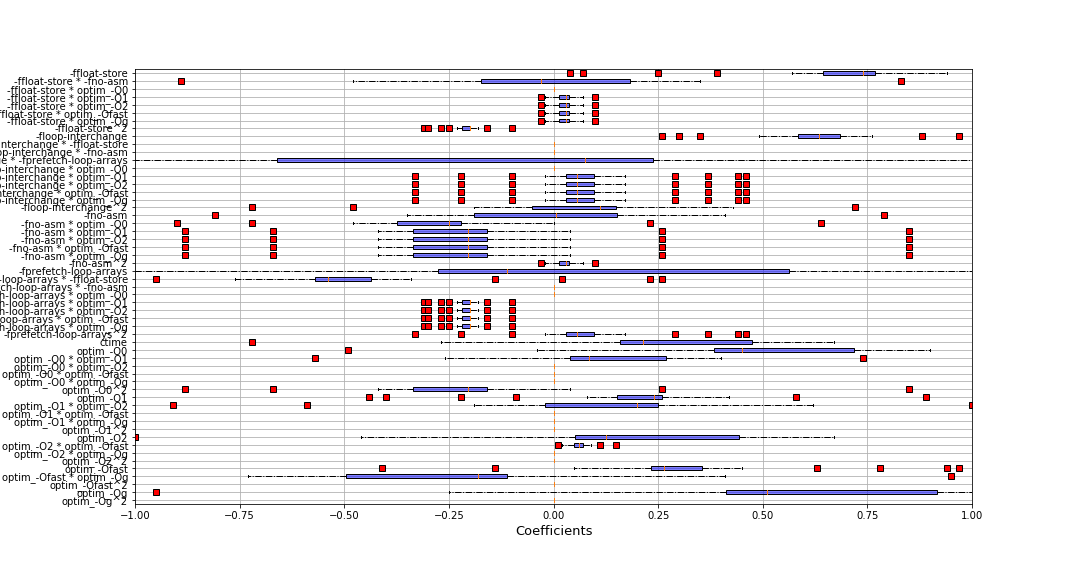 -ffloat-store
-ffloat-store * -fno-asm
-ffloat-store * optim_-O0
-ffloat-store * optim_-O1
-ffloat-store * optim_-O2
ffloat-store * optim_-Ofast
-ffloat-store * optim_-Og
-ffloat-store^2
-floop-interchange
interchange * -ffloat-store
op-interchange * -fno-asm
e * -fprefetch-loop-arrays
p-interchange * optim_-O0
p-interchange * optim_-O1
p-interchange * optim_-O2
interchange * optim_-Ofast
p-interchange * optim_-Og
-floop-interchange^2
-fno-asm
-fno-asm * optim_-O0
-fno-asm * optim_-O1
-fno-asm * optim_-O2
-fno-asm * optim_-Ofast
-fno-asm * optim_-Og
-fno-asm^2
-fprefetch-loop-arrays
-loop-arrays * -ffloat-store
ch-loop-arrays * -fno-asm
h-loop-arrays * optim_-O0
h-loop-arrays * optim_-O1
h-loop-arrays * optim_-O2
loop-arrays * optim_-Ofast
h-loop-arrays * optim_-Og
-fprefetch-loop-arrays^2
ctime
optim_-O0
optim_-O0 * optim_-O1
optim_-O0 * optim_-O2
optim_-O0 * optim_-Ofast
optim_-O0 * optim_-Og
optim_-O0^2
optim_-O1
optim_-O1 * optim_-O2
optim_-O1 * optim_-Ofast
optim_-O1 * optim_-Og
optim_-O1^2
optim_-O2
optim_-O2 * optim_-Ofast
optim_-O2 * optim_-Og
optim_-O2^2
optim_-Ofast
optim_-Ofast * optim_-Og
optim_-Ofast^2
optim_-Og
optim_-Og^2
−1.00 −0.75 −0.50 −0.25 0.00 0.25 0.50 0.75 1.00
Coefficients